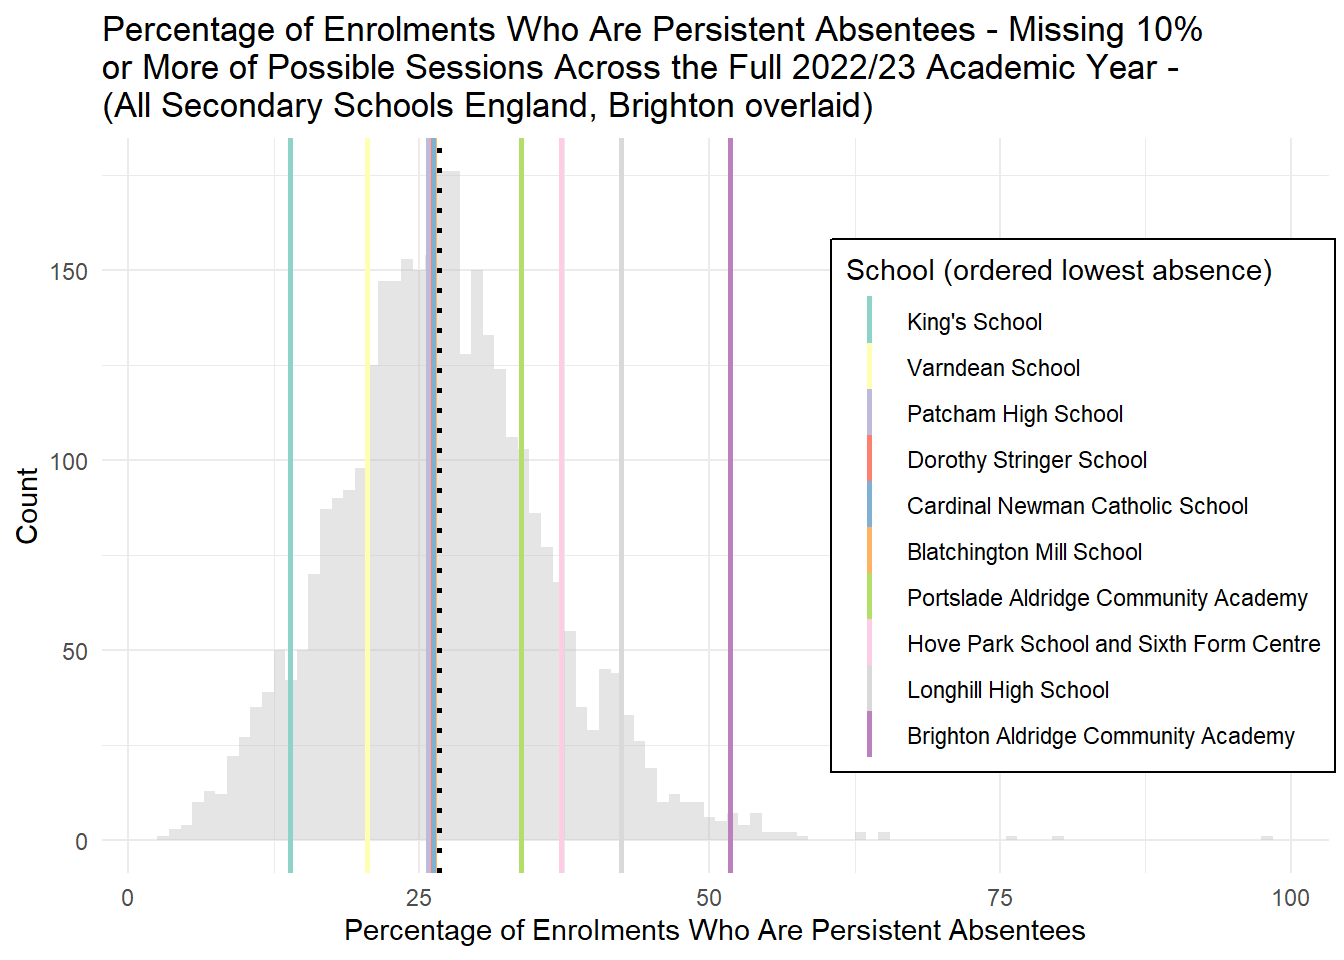 Percentage of Enrolments Who Are Persistent Absentees - Missing 10%
or More of Possible Sessions Across the Full 2022/23 Academic Year -
(All Secondary Schools England, Brighton overlaid)
Count
150
100
50
0
School (ordered lowest absence)
King's School
Varndean School
Patcham High School
Dorothy Stringer School
Cardinal Newman Catholic School
Blatchington Mill School
Portslade Aldridge Community Academy
Hove Park School and Sixth Form Centre
Longhill High School
Brighton Aldridge Community Academy
0 25 50 75 100
Percentage of Enrolments Who Are Persistent Absentees